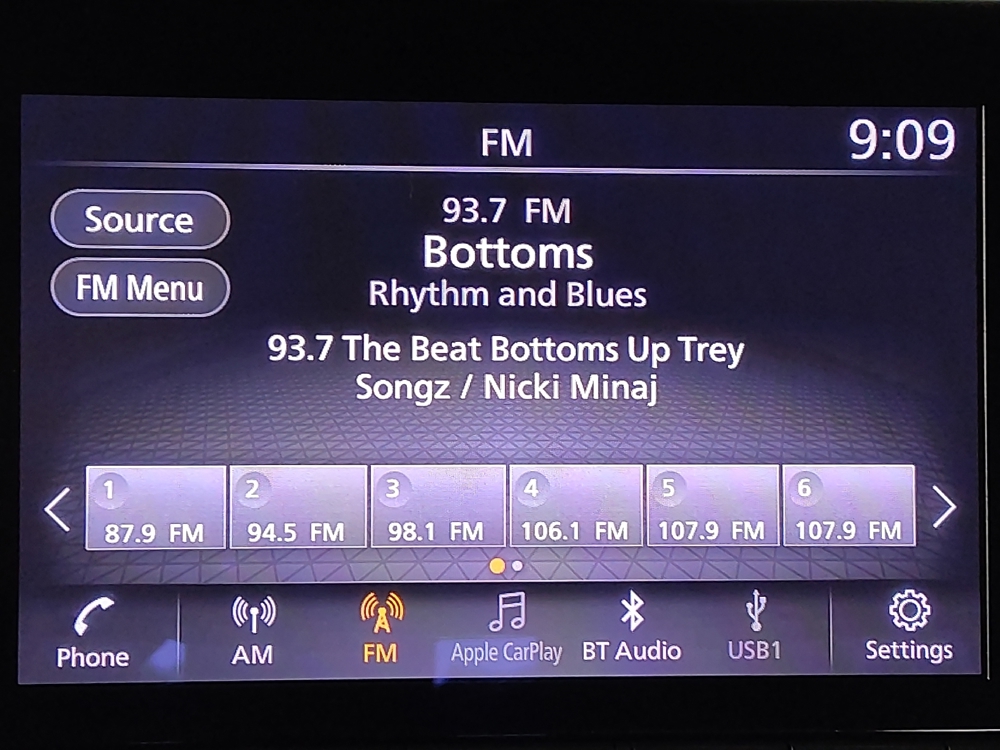 FM
9:09
Source
FM Menu
93.7 FM
Bottoms
Rhythm and Blues
93.7 The Beat Bottoms Up Trey
Songz / Nicki Minaj
1
87.9 FM
2
94.5 FM
3
98.1 FM
4
106.1 FM
5
107.9 FM
6
107.9 FM
Phone
AM
FM
Apple CarPlay
BT Audio
USB1
Settings